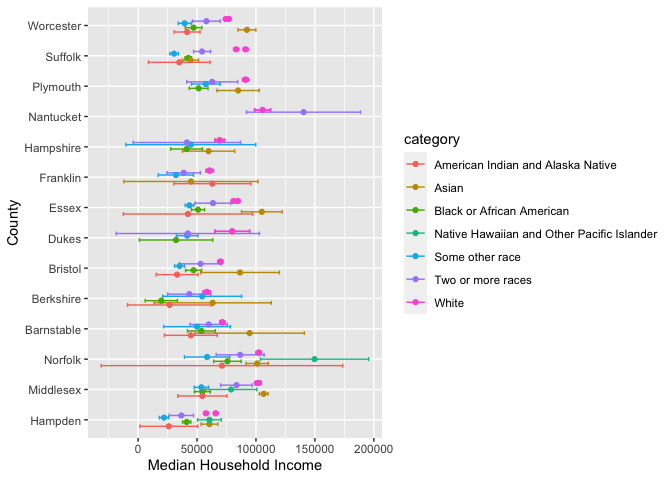 Worcester
Suffolk
Plymouth
Nantucket
Hampshire
Franklin
Essex
Dukes
Bristol
Berkshire
Barnstable
Norfolk
Middlesex
Hampden
County
0 50000 100000 150000 200000
Median Household Income
category
American Indian and Alaska Native
Asian
Black or African American
Native Hawaiian and Other Pacific Islander
Some other race
Two or more races
White